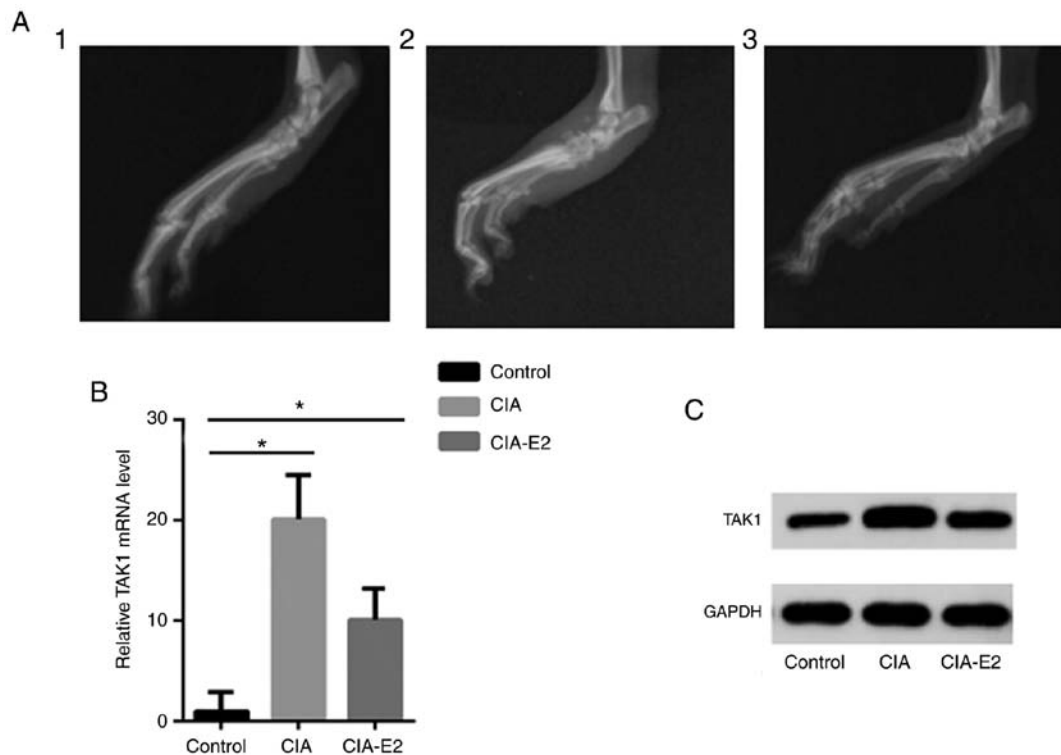 A
1
2
3
B
Control
CIA
CIA-E2
Relative TAK1 mRNA level
30
20
10
0
*
*
Control
CIA
CIA-E2
C
TAK1
GAPDH
Control
CIA
CIA-E2